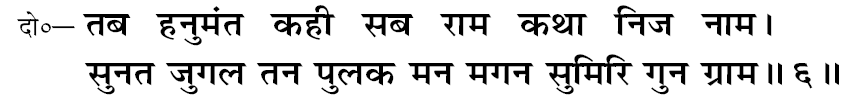 दो०— तब हनुमंत कही सब राम कथा निज नाम।
सुनत जुगल तन पुलक मन मगन सुमिरि गुन ग्राम॥ ६ ॥